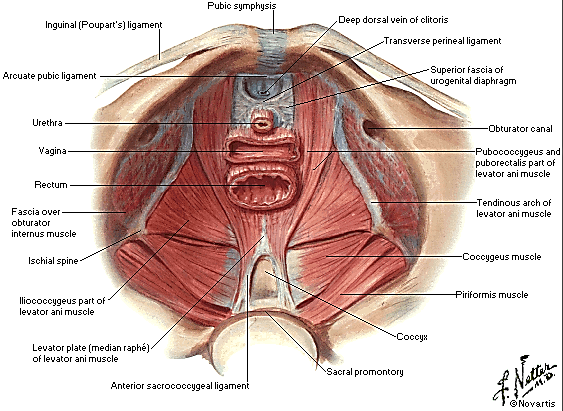 Pubic symphysis
Inguinal (Poupart's) ligament
Deep dorsal vein of clitoris
Transverse perineal ligament
Arcuate pubic ligament
Superior fascia of
urogenital diaphragm
Urethra
Obturator canal
Vagina
Pubococcygeus and
puborectalis part of
levator ani muscle
Rectum
Tendinous arch of
levator ani muscle
Fascia over
obturator
internus muscle
Ischial spine
Coccygeus muscle
Iliococcygeus part of
levator ani muscle
Piriformis muscle
Coccyx
Levator plate (median raphé)
of levator ani muscle
Sacral promontory
Anterior sacrococcygeal ligament
F. Netter
M.D.
©Novartis